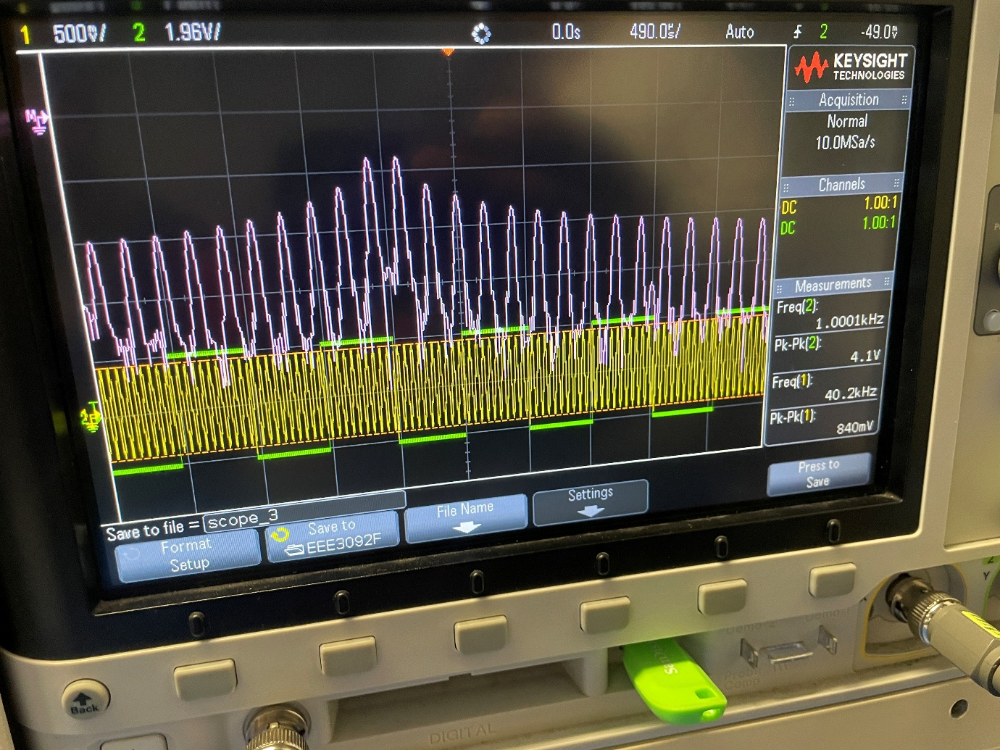 1 500mV/ 2 1.96V/ 0.0s 490.0µs/ Auto 2 -49.0mV
KEYSIGHT
TECHNOLOGIES
Acquisition
Normal
10.0MSa/s
Channels
DC 1.00:1
DC 1.00:1
Measurements
Freq(2):
1.0001kHz
Pk-Pk(2):
4.1V
Freq(1):
40.2kHz
Pk-Pk(1):
840mV
M
Save to file = scope_3
Format
Setup
Save to
EEE3092F
File Name
Settings
Press to
Save
Back
DIGITAL